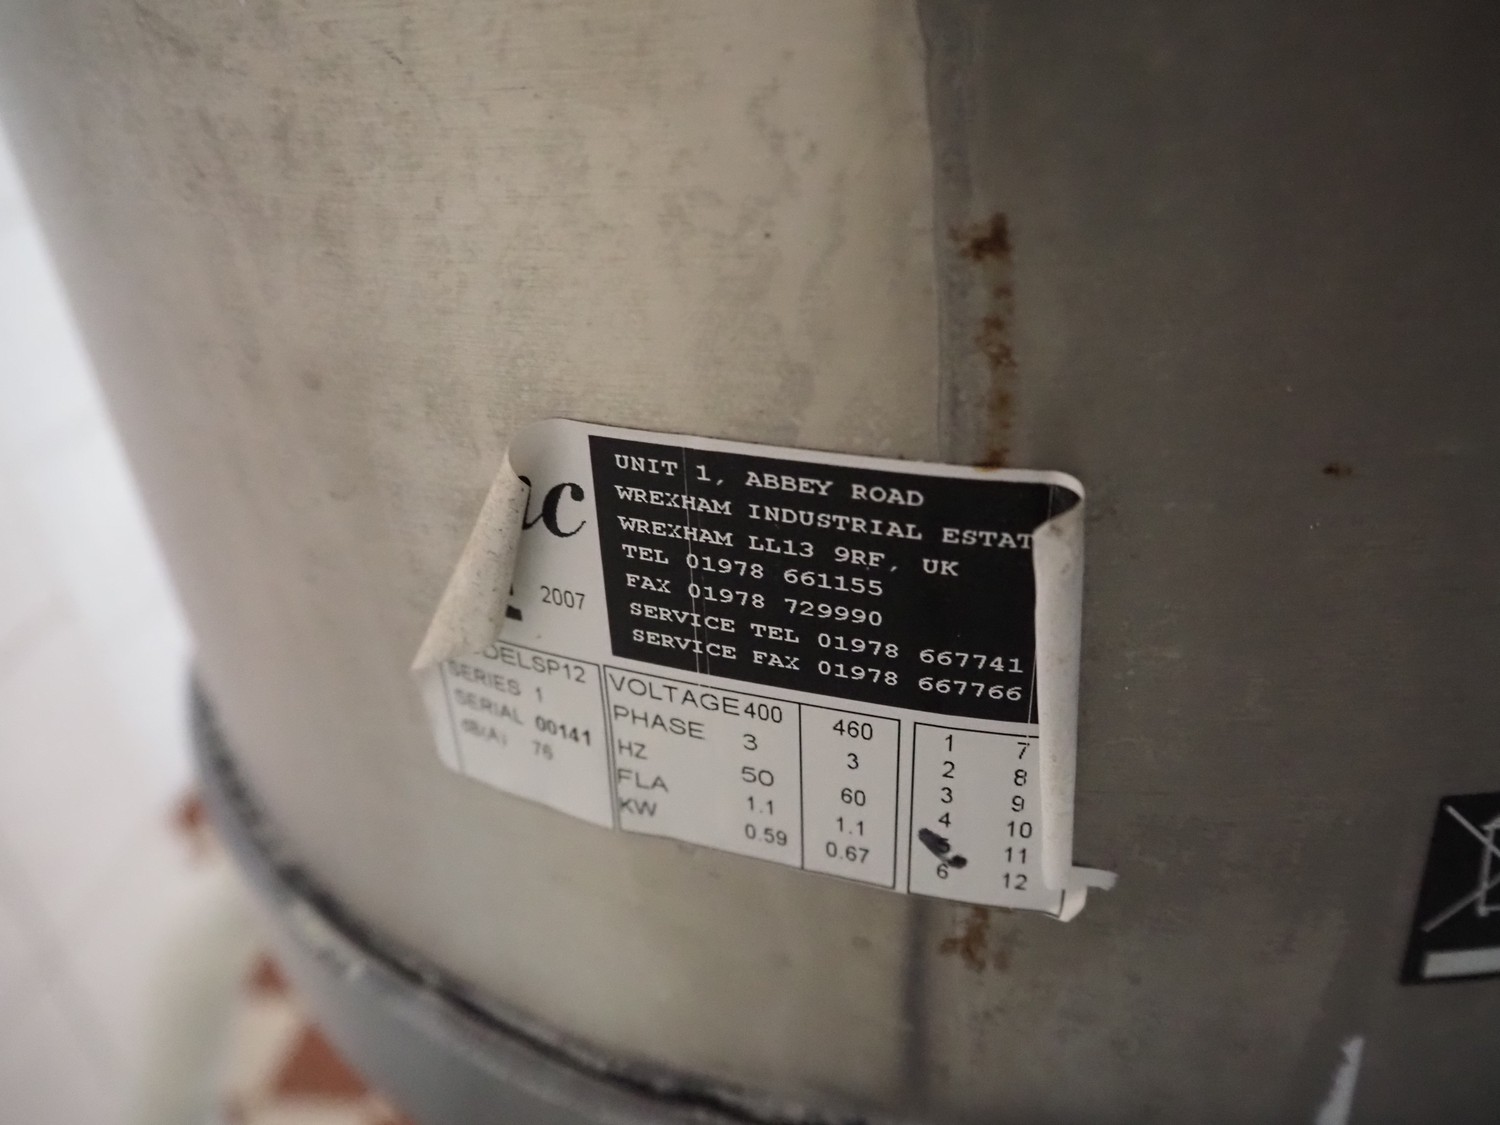 c
2007
UNIT 1, ABBEY ROAD
WREXHAM INDUSTRIAL ESTAT
WREXHAM LL13 9RF, UK
TEL 01978 661155
FAX 01978 729990
SERVICE TEL 01978 667741
SERVICE FAX 01978 667766
DELSP12
SERIES 1
SERIAL 00141
dB(A) 76
VOLTAGE 400 460
PHASE 3 3
HZ 50 60
FLA 1.1 1.1
KW 0.59 0.67
1 7
2 8
3 9
4 10
11
6 12